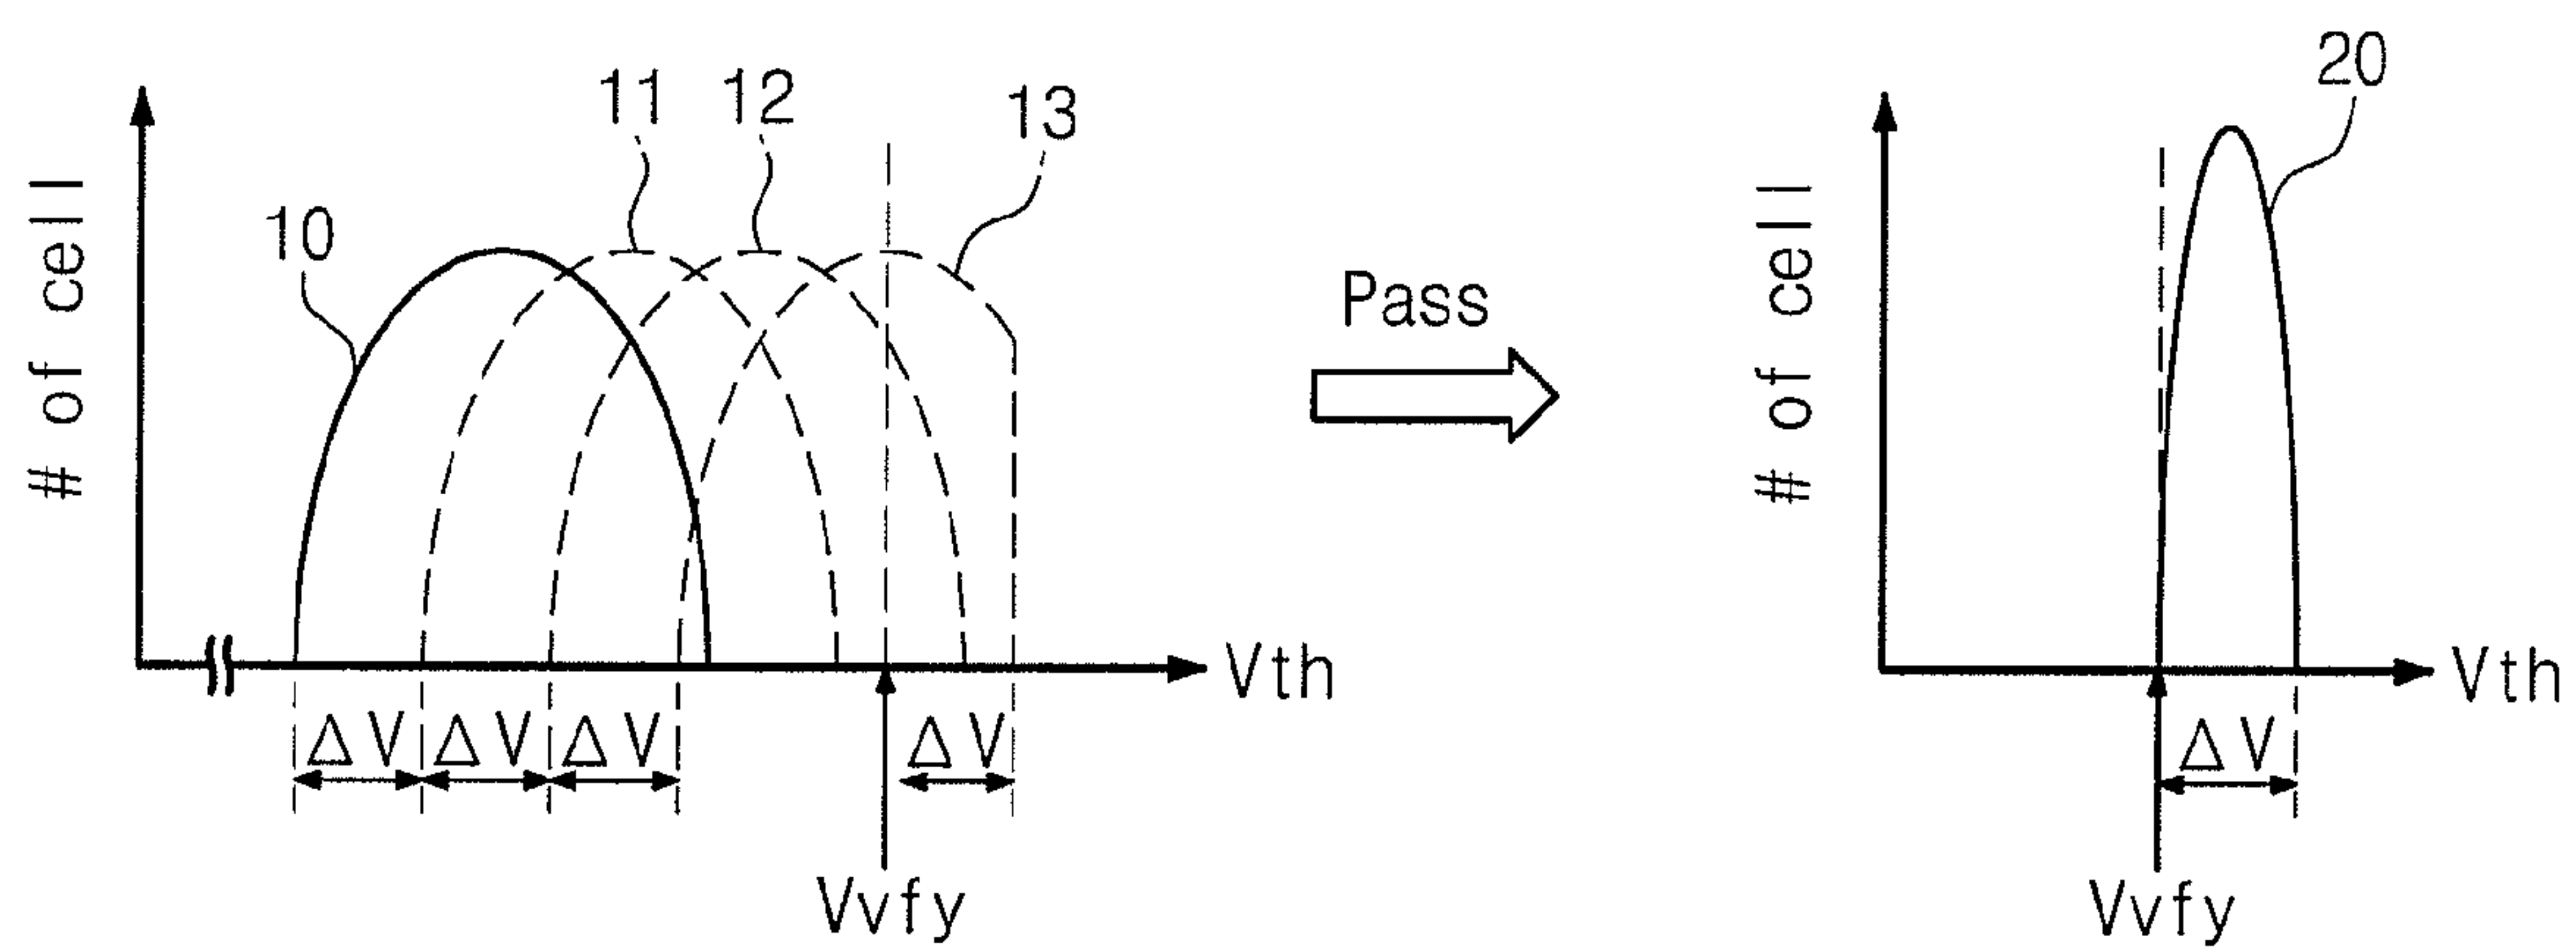 # of cell
10
11
12
13
ΔV
ΔV
ΔV
ΔV
Vth
Vvfy
Pass
# of cell
20
ΔV
Vth
Vvfy